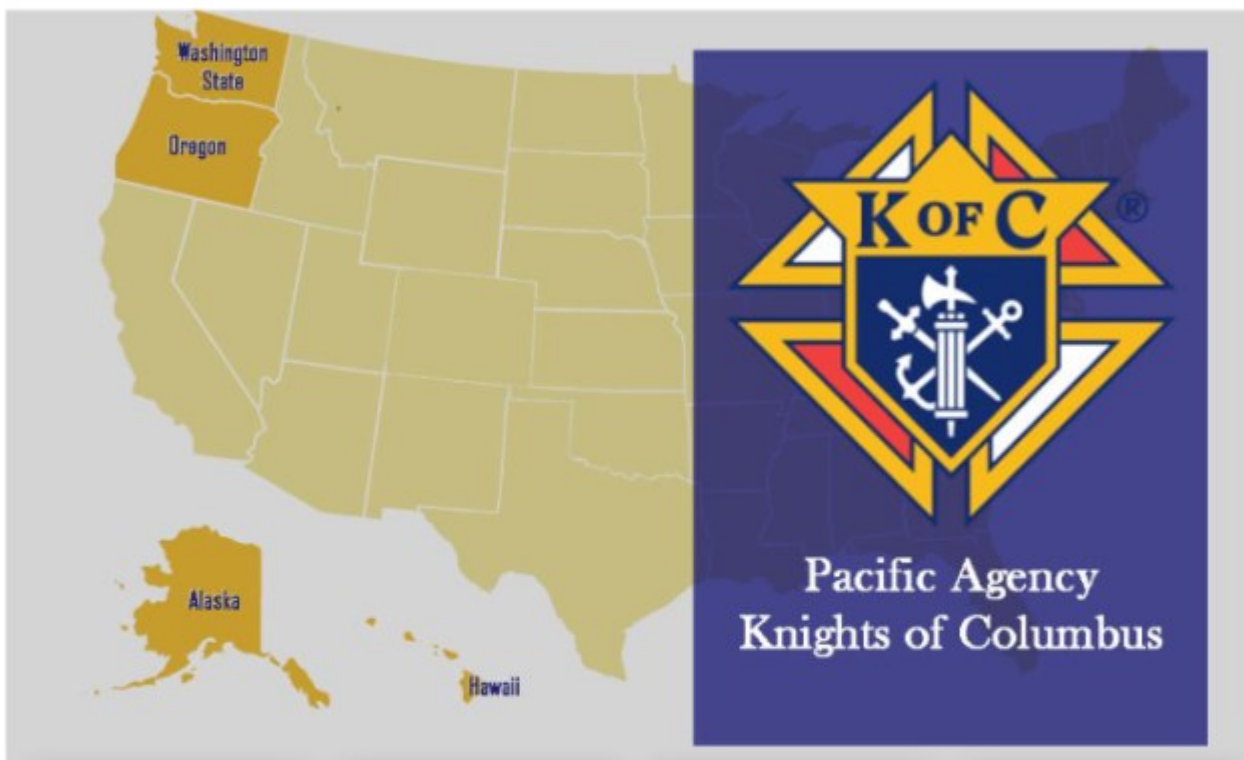 Washington
State
Oregon
Alaska
Hawaii
K OF C
®
Pacific Agency
Knights of Columbus